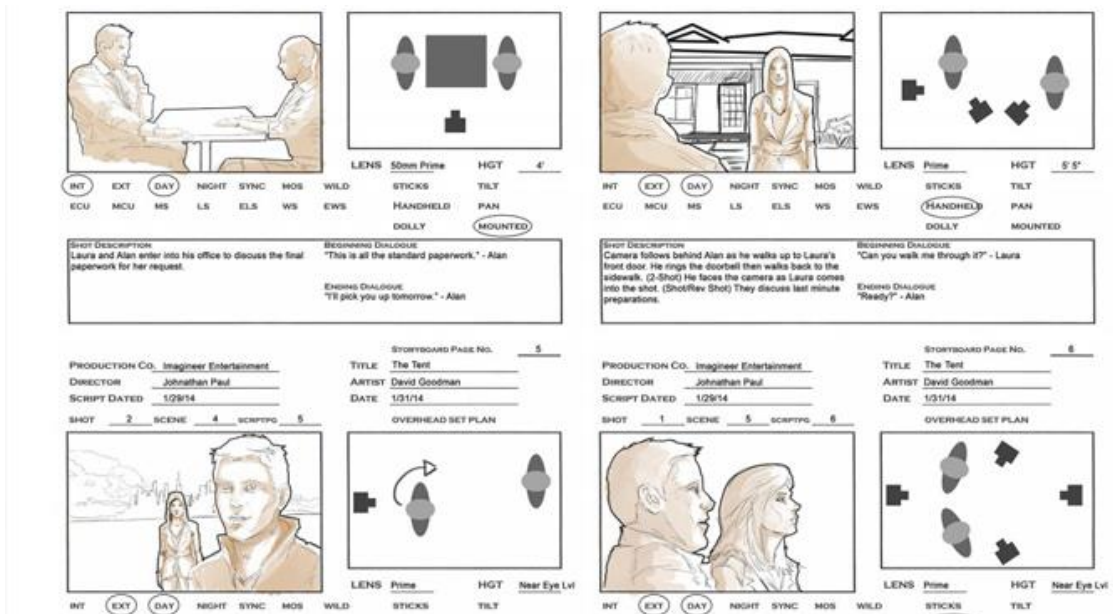 LENS 50mm Prime HGT 4'
INT EXT DAY NIGHT SYNC MOS WILD STICKS TILT
ECU MCU MS LS ELS WS EWS HANDHELD PAN
DOLLY MOUNTED
SHOT DESCRIPTION
Laura and Alan enter into his office to discuss the final
paperwork for her request.
BEGINNING DIALOGUE
"This is all the standard paperwork." - Alan
ENDING DIALOGUE
"I'll pick you up tomorrow." - Alan
LENS Prime HGT 5' 5"
INT EXT DAY NIGHT SYNC MOS WILD STICKS TILT
ECU MCU MS LS ELS WS EWS HANDHELD PAN
DOLLY MOUNTED
SHOT DESCRIPTION
Camera follows behind Alan as he walks up to Laura's
front door. He rings the doorbell then walks back to the
sidewalk. (2-Shot) He faces the camera as Laura comes
into the shot. (Shot/Rev Shot) They discuss last minute
preparations.
BEGINNING DIALOGUE
"Can you walk me through it?" - Laura
ENDING DIALOGUE
"Ready?" - Alan
STORYBOARD PAGE NO. 5
PRODUCTION CO. Imagineer Entertainment TITLE The Tent
DIRECTOR Johnathan Paul ARTIST David Goodman
SCRIPT DATED 1/29/14 DATE 1/31/14
SHOT 2 SCENE 4 SCRIPTPG 5 OVERHEAD SET PLAN
LENS Prime HGT Near Eye Lvl
INT EXT DAY NIGHT SYNC MOS WILD STICKS TILT
STORYBOARD PAGE NO. 6
PRODUCTION CO. Imagineer Entertainment TITLE The Tent
DIRECTOR Johnathan Paul ARTIST David Goodman
SCRIPT DATED 1/29/14 DATE 1/31/14
SHOT 1 SCENE 5 SCRIPTPG 6 OVERHEAD SET PLAN
LENS Prime HGT Near Eye Lvl
INT EXT DAY NIGHT SYNC MOS WILD STICKS TILT